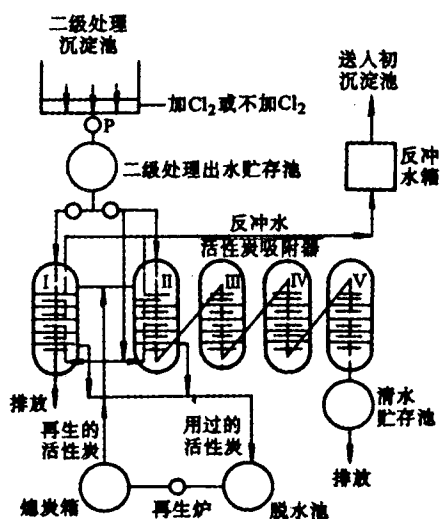 二级处理
沉淀池
加Cl₂或不加Cl₂
P
二级处理出水贮存池
送入初
沉淀池
反冲
水箱
反冲水
活性炭吸附器
I
II
III
IV
V
排放
再生的
活性炭
用过的
活性炭
清水
贮存池
排放
熄炭箱
再生炉
脱水池